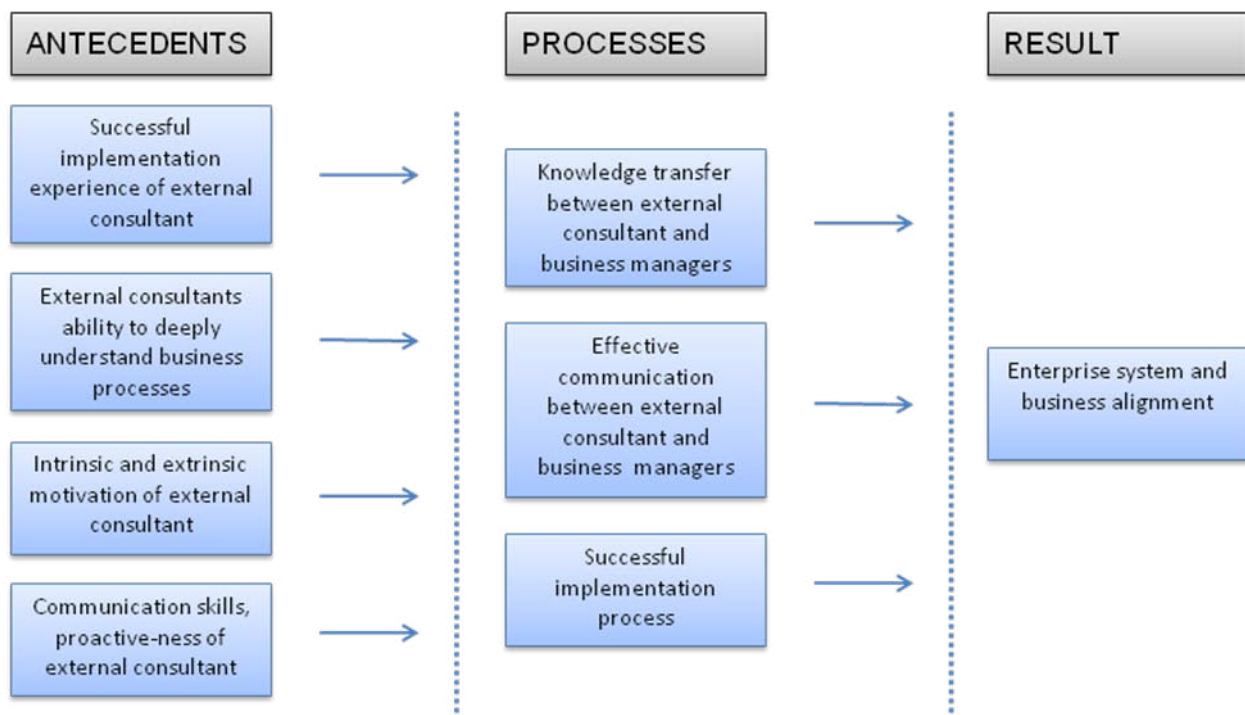 ANTECEDENTS
Successful
implementation
experience of external
consultant
External consultants
ability to deeply
understand business
processes
Intrinsic and extrinsic
motivation of external
consultant
Communication skills,
proactive-ness of
external consultant
PROCESSES
Knowledge transfer
between external
consultant and
business managers
Effective
communication
between external
consultant and
business managers
Successful
implementation
process
RESULT
Enterprise system and
business alignment